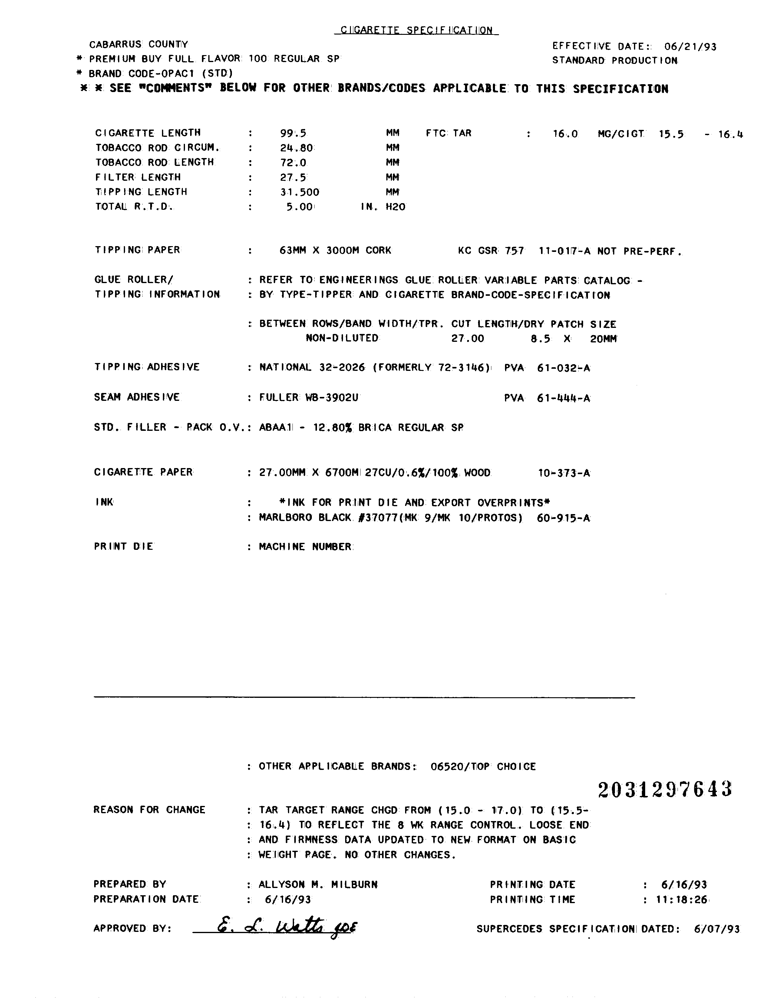 CIGARETTE SPECIFICATION
CABARRUS COUNTY EFFECTIVE DATE: 06/21/93
* PREMIUM BUY FULL FLAVOR 100 REGULAR SP STANDARD PRODUCTION
* BRAND CODE-OPAC1 (STD)
* * SEE "COMMENTS" BELOW FOR OTHER BRANDS/CODES APPLICABLE TO THIS SPECIFICATION
CIGARETTE LENGTH : 99.5 MM FTC TAR : 16.0 MG/CIGT 15.5 - 16.4
TOBACCO ROD CIRCUM. : 24.80 MM
TOBACCO ROD LENGTH : 72.0 MM
FILTER LENGTH : 27.5 MM
TIPPING LENGTH : 31.500 MM
TOTAL R.T.D. : 5.00 IN. H2O
TIPPING PAPER : 63MM X 3000M CORK KC GSR 757 11-017-A NOT PRE-PERF.
GLUE ROLLER/ : REFER TO ENGINEERINGS GLUE ROLLER VARIABLE PARTS CATALOG -
TIPPING INFORMATION : BY TYPE-TIPPER AND CIGARETTE BRAND-CODE-SPECIFICATION
: BETWEEN ROWS/BAND WIDTH/TPR. CUT LENGTH/DRY PATCH SIZE
NON-DILUTED 27.00 8.5 X 20MM
TIPPING ADHESIVE : NATIONAL 32-2026 (FORMERLY 72-3146) PVA 61-032-A
SEAM ADHESIVE : FULLER WB-3902U PVA 61-444-A
STD. FILLER - PACK O.V.: ABAA1 - 12.80% BRICA REGULAR SP
CIGARETTE PAPER : 27.00MM X 6700M 27CU/0.6%/100% WOOD 10-373-A
INK : *INK FOR PRINT DIE AND EXPORT OVERPRINTS*
: MARLBORO BLACK #37077(MK 9/MK 10/PROTOS) 60-915-A
PRINT DIE : MACHINE NUMBER
: OTHER APPLICABLE BRANDS: 06520/TOP CHOICE
2031297643
REASON FOR CHANGE : TAR TARGET RANGE CHGD FROM (15.0 - 17.0) TO (15.5-
: 16.4) TO REFLECT THE 8 WK RANGE CONTROL. LOOSE END
: AND FIRMNESS DATA UPDATED TO NEW FORMAT ON BASIC
: WEIGHT PAGE. NO OTHER CHANGES.
PREPARED BY : ALLYSON M. MILBURN PRINTING DATE : 6/16/93
PREPARATION DATE : 6/16/93 PRINTING TIME : 11:18:26
APPROVED BY: E. L. Watts SUPERCEDES SPECIFICATION DATED: 6/07/93